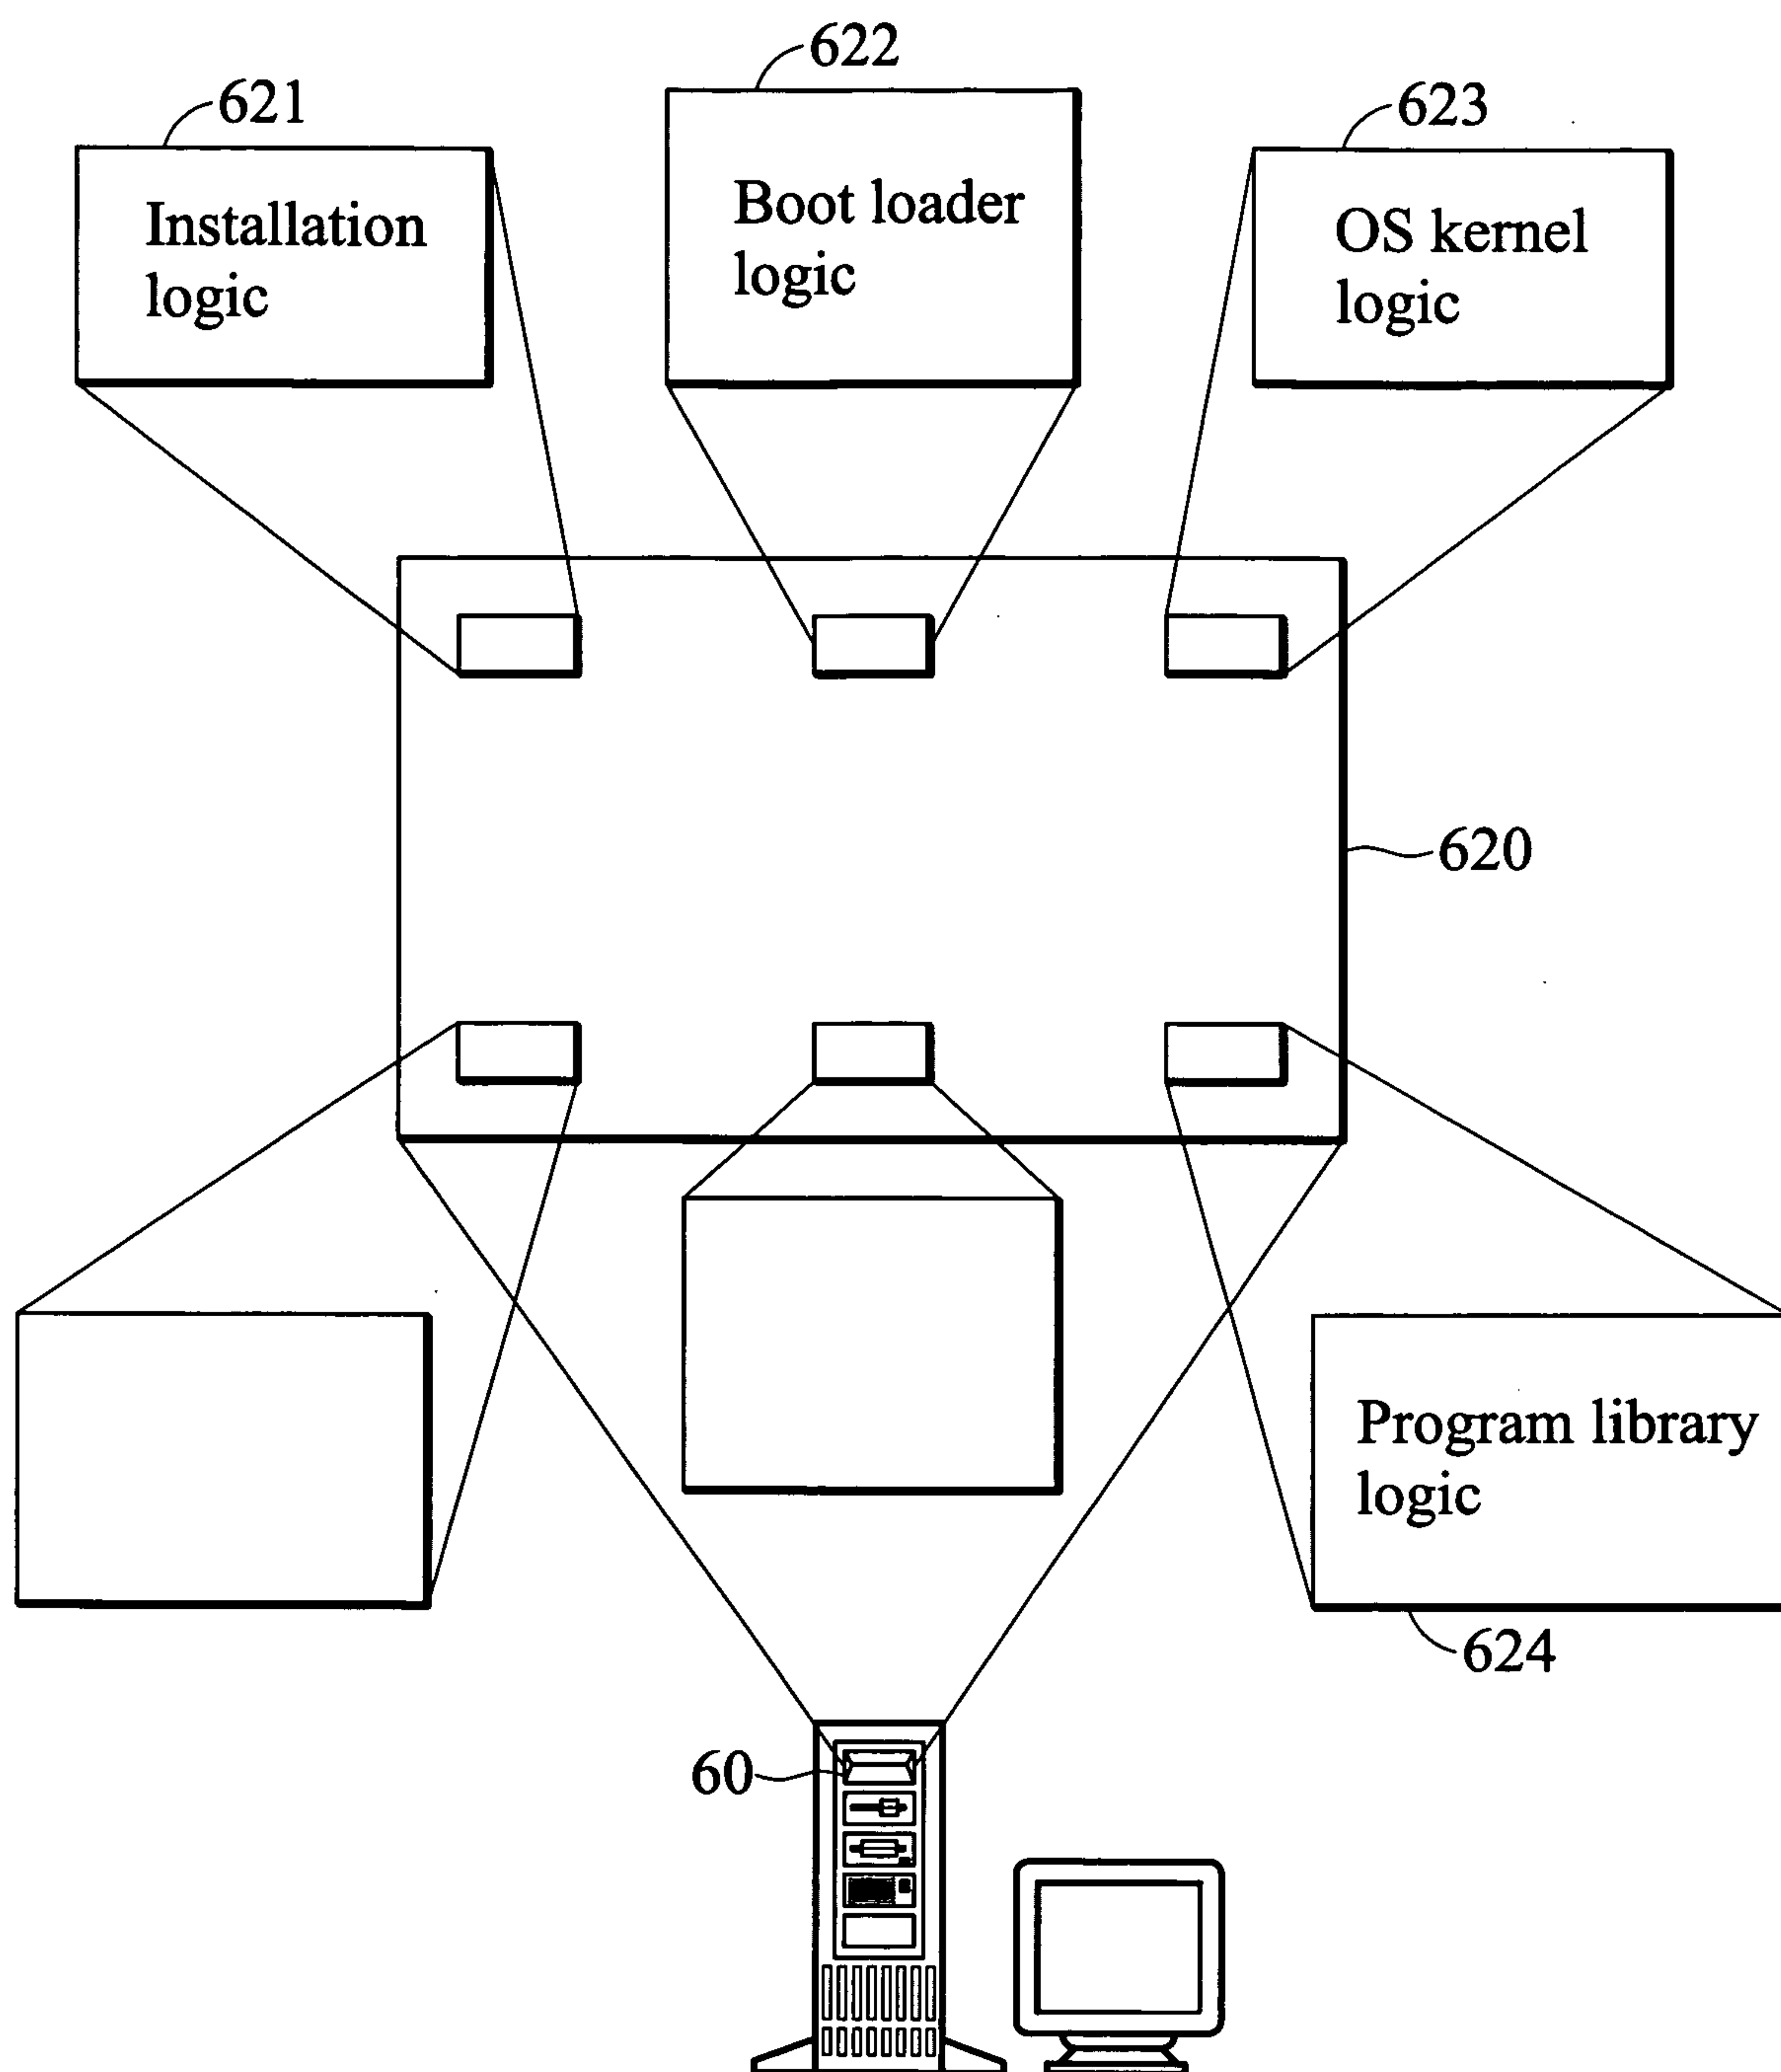 622
621
623
Installation
logic
Boot loader
logic
OS kernel
logic
620
Program library
logic
624
60